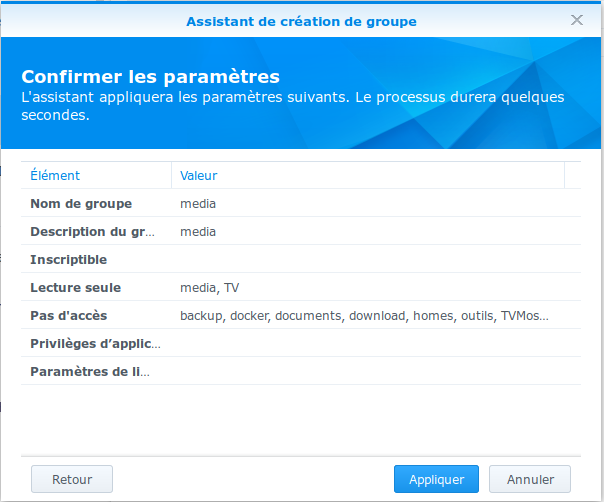 Assistant de création de groupe
Confirmer les paramètres
L'assistant appliquera les paramètres suivants. Le processus durera quelques
secondes.
Élément Valeur
Nom de groupe media
Description du gr... media
Inscriptible
Lecture seule media, TV
Pas d'accès backup, docker, documents, download, homes, outils, TVMos...
Privilèges d’applic...
Paramètres de li...
Retour Appliquer Annuler